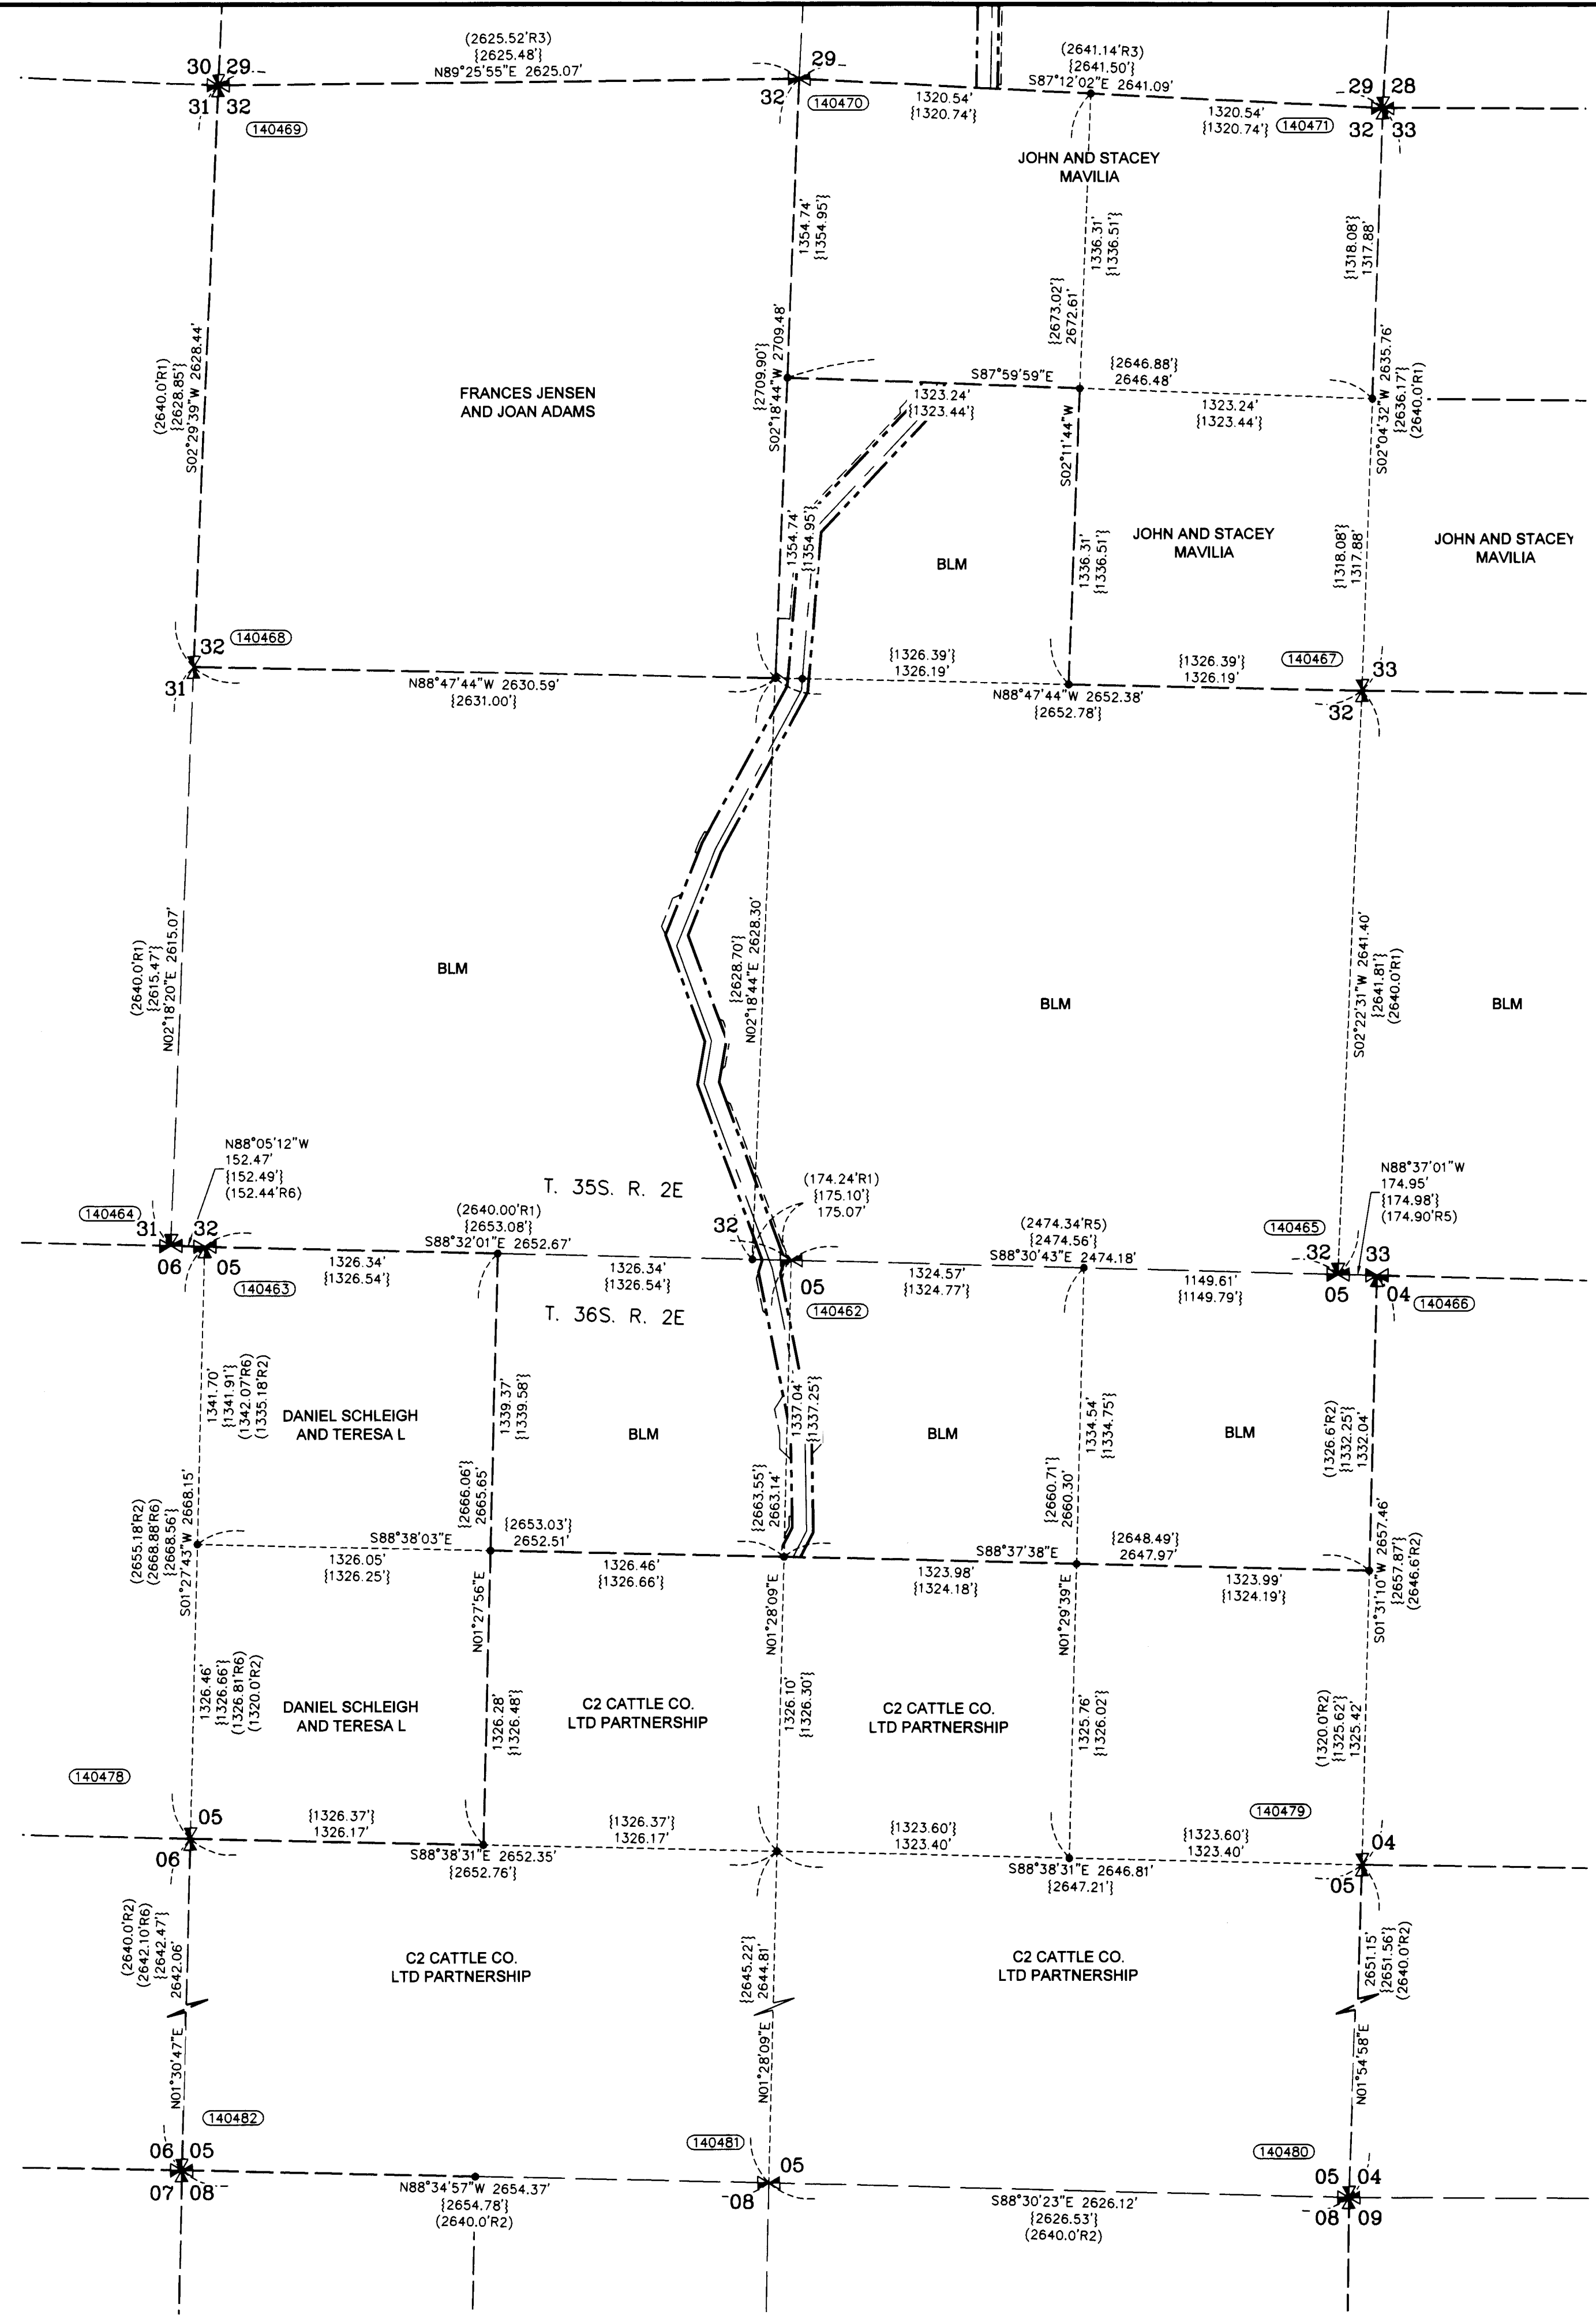 (2625.52'R3)
{2625.48'}
N89°25'55"E 2625.07'
30 29
31 32
(140469)
29
32
(140470)
(2641.14'R3)
{2641.50'}
S87°12'02"E 2641.09'
1320.54'
{1320.74'}
1320.54'
{1320.74'}
(140471)
29 28
32 33
JOHN AND STACEY
MAVILIA
1354.74'
{1354.95'}
1336.31'
{1336.51'}
{1318.08'}
1317.88'
(2640.0'R1)
{2628.85'}
S02°29'39"W 2628.44'
FRANCES JENSEN
AND JOAN ADAMS
{2709.90'}
S02°18'44"W 2709.48'
{2673.02'}
2672.61'
S87°59'59"E
{2646.88'}
2646.48'
1323.24'
{1323.44'}
1323.24'
{1323.44'}
S02°04'32"W 2635.76'
{2636.17'}
(2640.0'R1)
S02°11'44"W
1354.74'
{1354.95'}
BLM
1336.31'
{1336.51'}
JOHN AND STACEY
MAVILIA
{1318.08'}
1317.88'
JOHN AND STACEY
MAVILIA
32
(140468)
31
N88°47'44"W 2630.59'
{2631.00'}
{1326.39'}
1326.19'
N88°47'44"W 2652.38'
{2652.78'}
{1326.39'}
1326.19'
(140467)
33
32
(2640.0'R1)
{2615.47'}
N02°18'20"E 2615.07'
BLM
{2628.70'}
N02°18'44"E 2628.30'
BLM
S02°22'31"W 2641.40'
{2641.81'}
(2640.0'R1)
BLM
N88°05'12"W
152.47'
{152.49'}
(152.44'R6)
T. 35S. R. 2E
(140464)
31 32
06 05
(140463)
(2640.00'R1)
{2653.08'}
S88°32'01"E 2652.67'
1326.34'
{1326.54'}
1326.34'
{1326.54'}
32
(174.24'R1)
{175.10'}
175.07'
05
(140462)
(2474.34'R5)
{2474.56'}
S88°30'43"E 2474.18'
1324.57'
{1324.77'}
1149.61'
{1149.79'}
(140465)
N88°37'01"W
174.95'
{174.98'}
(174.90'R5)
32 33
05 04
(140466)
T. 36S. R. 2E
1341.70'
{1341.91'}
(1342.07'R6)
(1335.18'R2)
DANIEL SCHLEIGH
AND TERESA L
1339.37'
{1339.58'}
BLM
1337.04'
{1337.25'}
BLM
1334.54'
{1334.75'}
BLM
(1326.6'R2)
{1332.25'}
1332.04'
(2655.18'R2)
(2668.88'R6)
{2668.56'}
S01°27'43"W 2668.15'
{2666.06'}
2665.65'
{2663.55'}
2663.14'
{2660.71'}
2660.30'
S01°31'10"W 2657.46'
{2657.87'}
(2646.6'R2)
S88°38'03"E
{2653.03'}
2652.51'
1326.05'
{1326.25'}
1326.46'
{1326.66'}
S88°37'38"E
{2648.49'}
2647.97'
1323.98'
{1324.18'}
1323.99'
{1324.19'}
N01°27'56"E
N01°28'09"E
N01°29'39"E
1326.46'
{1326.66'}
(1326.81'R6)
(1320.0'R2)
DANIEL SCHLEIGH
AND TERESA L
1326.28'
{1326.48'}
C2 CATTLE CO.
LTD PARTNERSHIP
1326.10'
{1326.30'}
C2 CATTLE CO.
LTD PARTNERSHIP
1325.76'
{1326.02'}
(1320.0'R2)
{1325.62'}
1325.42'
(140478)
05
06
{1326.37'}
1326.17'
S88°38'31"E 2652.35'
{2652.76'}
{1326.37'}
1326.17'
{1323.60'}
1323.40'
S88°38'31"E 2646.81'
{2647.21'}
{1323.60'}
1323.40'
(140479)
04
05
(2640.0'R2)
(2642.10'R6)
{2642.47'}
2642.06'
C2 CATTLE CO.
LTD PARTNERSHIP
{2645.22'}
2644.81'
C2 CATTLE CO.
LTD PARTNERSHIP
2651.15'
{2651.56'}
(2640.0'R2)
N01°30'47"E
N01°28'09"E
N01°54'58"E
(140482)
06 05
07 08
N88°34'57"W 2654.37'
{2654.78'}
(2640.0'R2)
(140481)
05
08
S88°30'23"E 2626.12'
{2626.53'}
(2640.0'R2)
(140480)
05 04
08 09